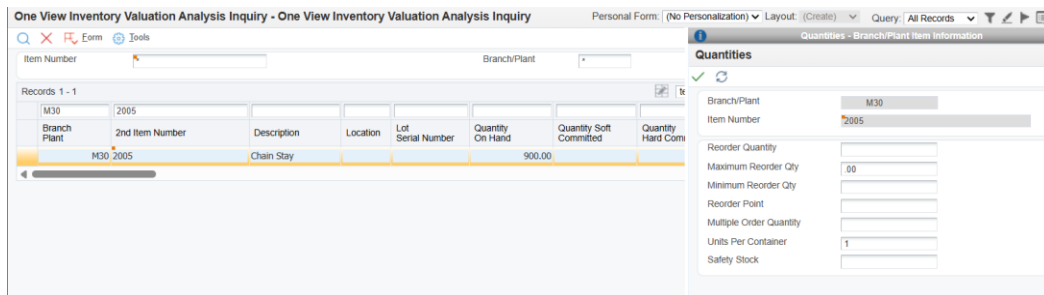 One View Inventory Valuation Analysis Inquiry - One View Inventory Valuation Analysis Inquiry
Personal Form: (No Personalization) Layout: (Create) Query: All Records
Form Tools
Item Number
Branch/Plant *
Records 1 - 1
M30 2005
Branch Plant 2nd Item Number Description Location Lot Serial Number Quantity On Hand Quantity Soft Committed Quantity Hard Comm
M30 2005 Chain Stay 900.00
Quantities - Branch/Plant Item Information
Quantities
Branch/Plant M30
Item Number 2005
Reorder Quantity
Maximum Reorder Qty .00
Minimum Reorder Qty
Reorder Point
Multiple Order Quantity
Units Per Container 1
Safety Stock